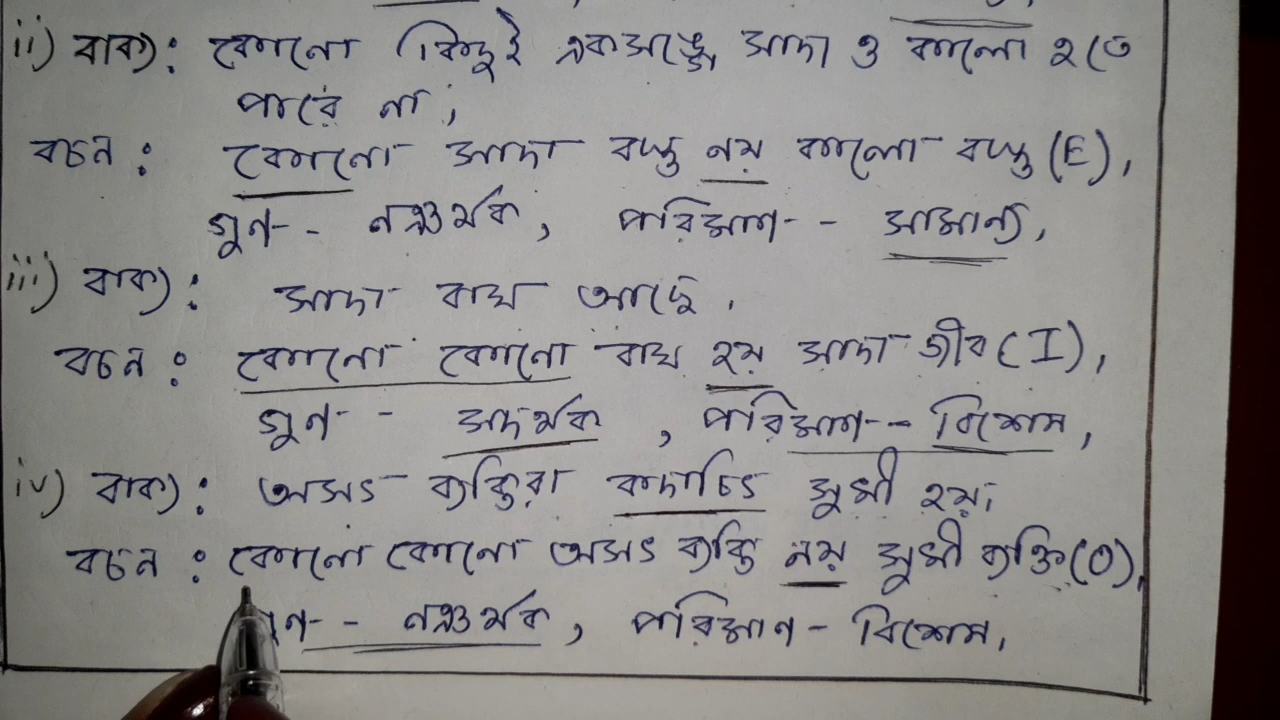 ii) বাক্য: কোনো কিছুই একসঙ্গে সাদা ও কালো হতে
পারে না,
বচন: কোনো সাদা বস্তু নয় কালো বস্তু (E),
গুন - নঞর্থক, পরিমাণ - সামান্য,
iii) বাক্য: সাদা বাঘ আছে.
বচন: কোনো কোনো বাঘ হয় সাদা জীব (I),
গুন - সদর্থক, পরিমাণ - বিশেষ,
iv) বাক্য: অসৎ ব্যক্তিরা কদাচিৎ সুখী হয়।
বচন: কোনো কোনো অসৎ ব্যক্তি নয় সুখী ব্যক্তি (O),
ণ - নঞর্থক, পরিমাণ - বিশেষ,